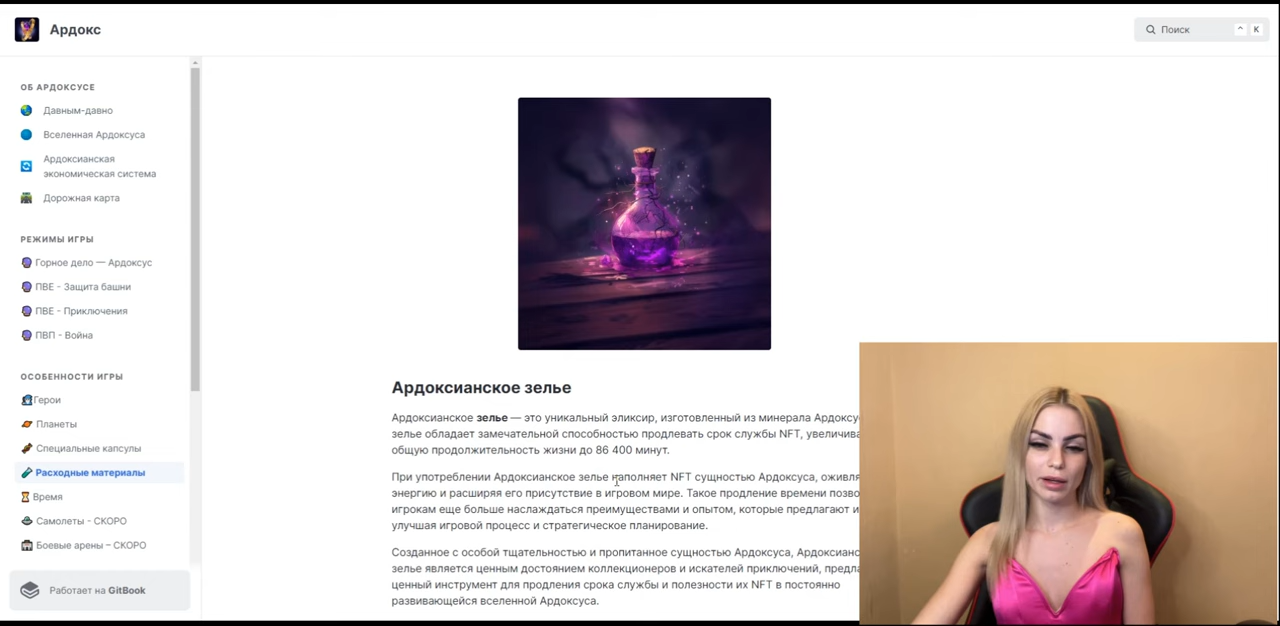 Ардокс
Поиск
^ K
ОБ АРДОКСУСЕ
Давным-давно
Вселенная Ардоксуса
Ардоксианская
экономическая система
Дорожная карта
РЕЖИМЫ ИГРЫ
Горное дело — Ардоксус
ПВЕ - Защита башни
ПВЕ - Приключения
ПВП - Война
ОСОБЕННОСТИ ИГРЫ
Герои
Планеты
Специальные капсулы
Расходные материалы
Время
Самолеты - СКОРО
Боевые арены – СКОРО
Работает на GitBook
Ардоксианское зелье
Ардоксианское зелье — это уникальный эликсир, изготовленный из минерала Ардоксу
зелье обладает замечательной способностью продлевать срок службы NFT, увеличива
общую продолжительность жизни до 86 400 минут.
При употреблении Ардоксианское зелье наполняет NFT сущностью Ардоксуса, оживля
энергию и расширяя его присутствие в игровом мире. Такое продление времени позво
игрокам еще больше наслаждаться преимуществами и опытом, которые предлагают и
улучшая игровой процесс и стратегическое планирование.
Созданное с особой тщательностью и пропитанное сущностью Ардоксуса, Ардоксианс
зелье является ценным достоянием коллекционеров и искателей приключений, предла
ценный инструмент для продления срока службы и полезности их NFT в постоянно
развивающейся вселенной Ардоксуса.